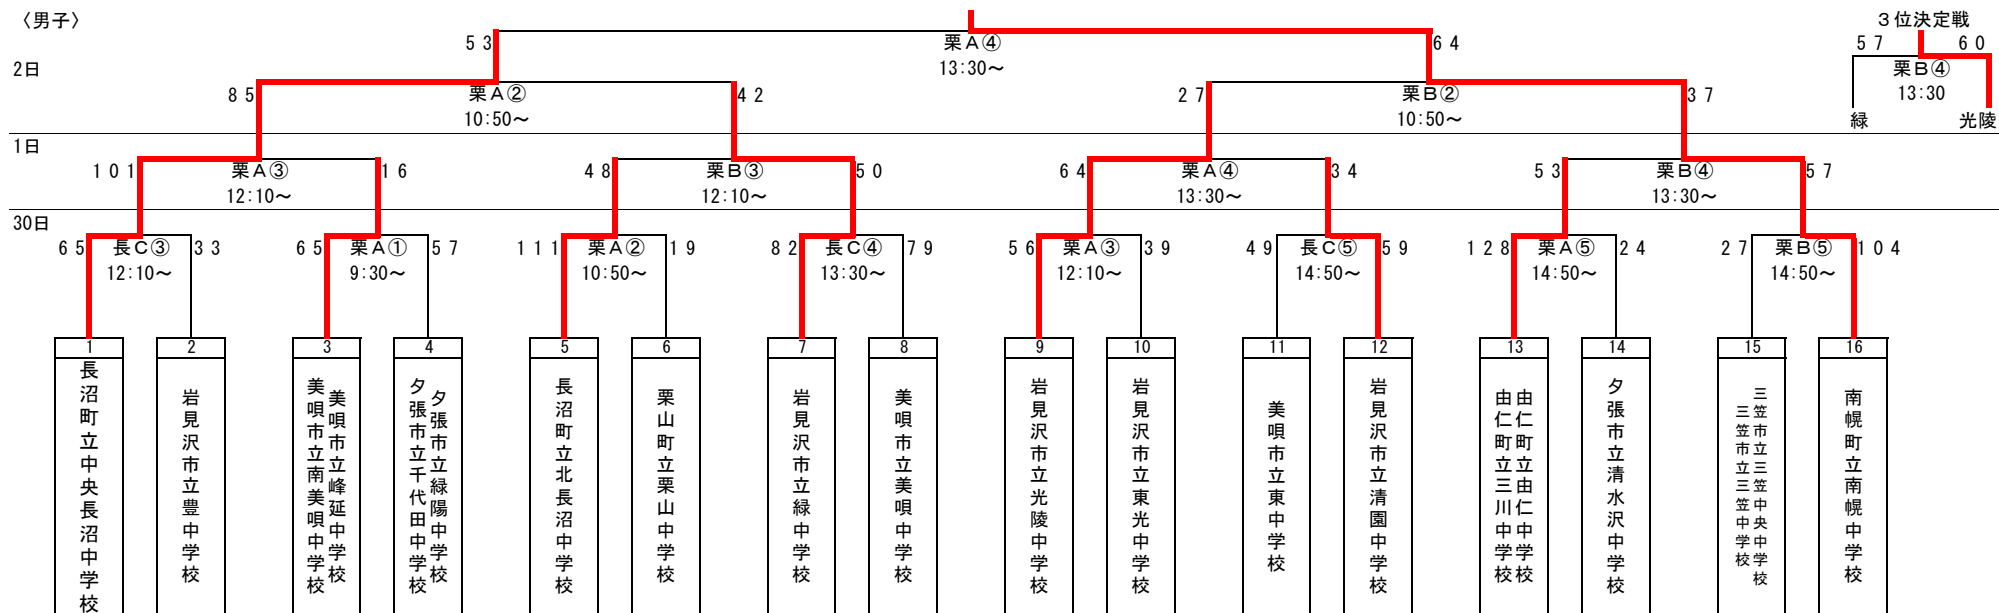 〈男子〉
３位決定戦
53
栗Ａ④
64
57
60
13:30～
栗Ｂ④
2日
13:30
85
栗Ａ②
42
27
栗Ｂ②
37
10:50～
10:50～
緑
光陵
1日
101
栗Ａ③
16
48
栗Ｂ③
50
64
栗Ａ④
34
53
栗Ｂ④
57
12:10～
12:10～
13:30～
13:30～
30日
65
長Ｃ③
33
65
栗Ａ①
57
111
栗Ａ②
19
82
長Ｃ④
79
56
栗Ａ③
39
49
長Ｃ⑤
59
128
栗Ａ⑤
24
27
栗Ｂ⑤
104
12:10～
9:30～
10:50～
13:30～
12:10～
14:50～
14:50～
14:50～
1
長沼町立中央長沼中学校
2
岩見沢市立豊中学校
3
美唄市立峰延中学校
美唄市立南美唄中学校
4
夕張市立緑陽中学校
夕張市立千代田中学校
5
長沼町立北長沼中学校
6
栗山町立栗山中学校
7
岩見沢市立緑中学校
8
美唄市立美唄中学校
9
岩見沢市立光陵中学校
10
岩見沢市立東光中学校
11
美唄市立東中学校
12
岩見沢市立清園中学校
13
由仁町立由仁中学校
由仁町立三川中学校
14
夕張市立清水沢中学校
15
三笠市立三笠中央中学校
三笠市立三笠中学校
16
南幌町立南幌中学校